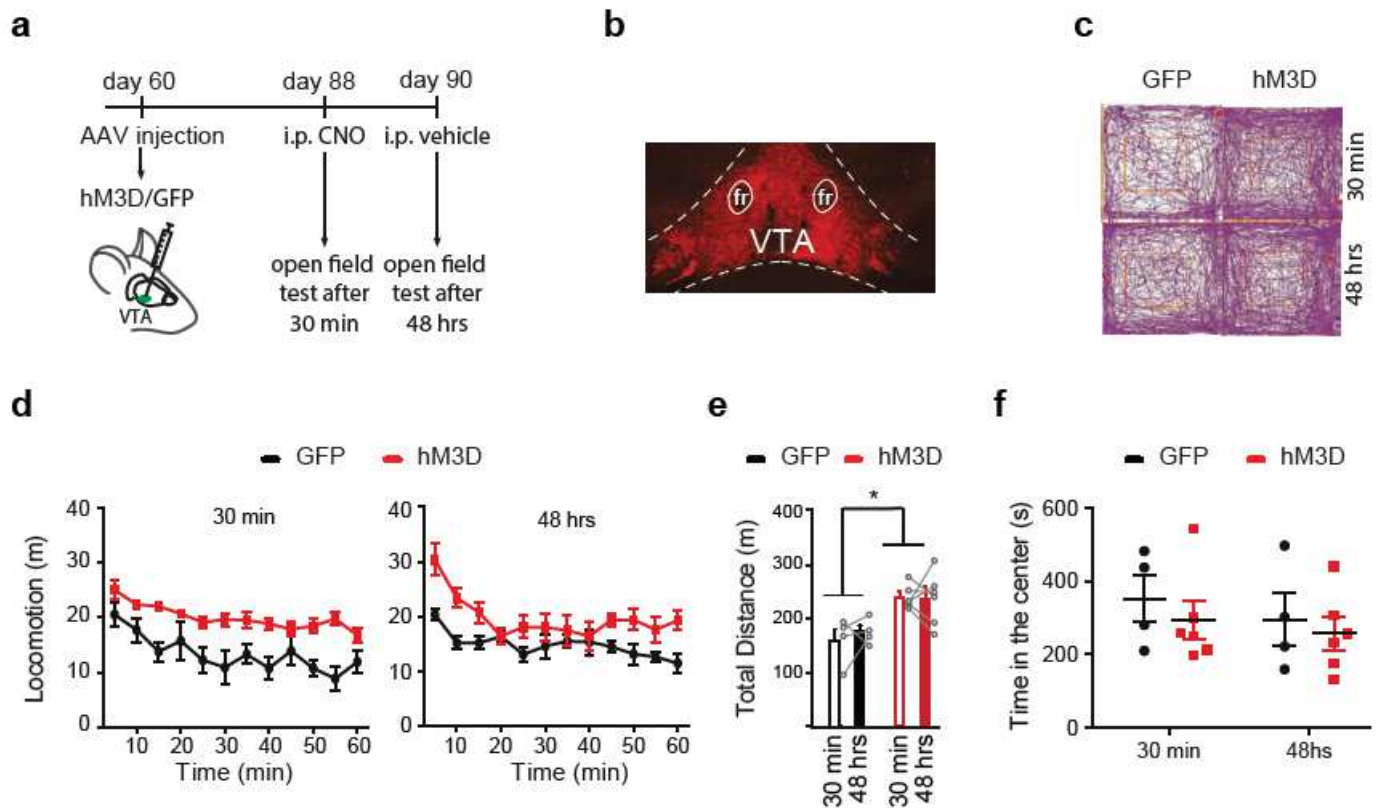 a
day 60
day 88
day 90
AAV injection
i.p. CNO
i.p. vehicle
hM3D/GFP
VTA
open field
test after
30 min
open field
test after
48 hrs
b
fr
fr
VTA
c
GFP
hM3D
30 min
48 hrs
d
GFP
hM3D
Locomotion (m)
40
30
20
10
0
30 min
10 20 30 40 50 60
Time (min)
40
30
20
10
0
48 hrs
10 20 30 40 50 60
Time (min)
e
GFP
hM3D
Total Distance (m)
400
300
200
100
*
30 min
48 hrs
30 min
48 hrs
f
GFP
hM3D
Time in the center (s)
600
400
200
0
30 min
48hs